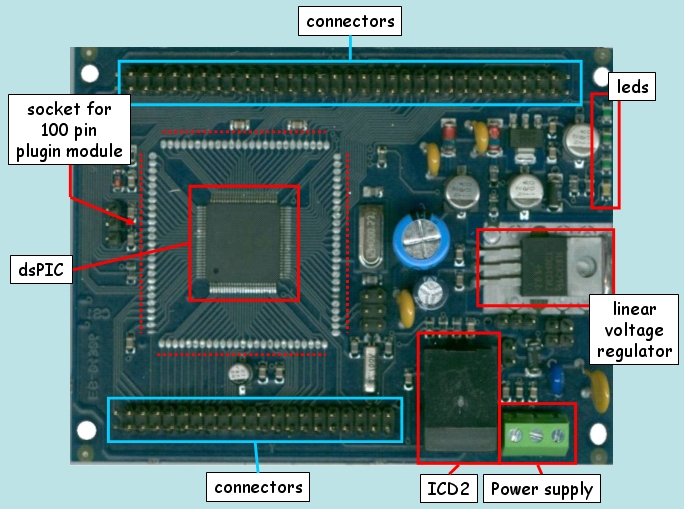 connectors
leds
socket for
100 pin
plugin module
dsPIC
linear
voltage
regulator
connectors
ICD2
Power supply